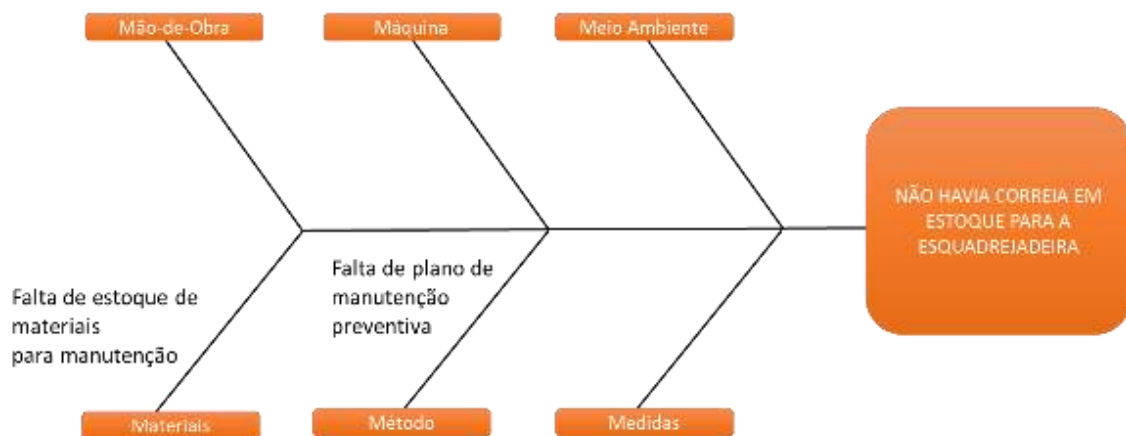 Mão-de-Obra
Máquina
Meio Ambiente
NÃO HAVIA CORREIA EM
ESTOQUE PARA A
ESQUADREJADEIRA
Falta de estoque de
materiais
para manutenção
Falta de plano de
manutenção
preventiva
Materiais
Método
Medidas